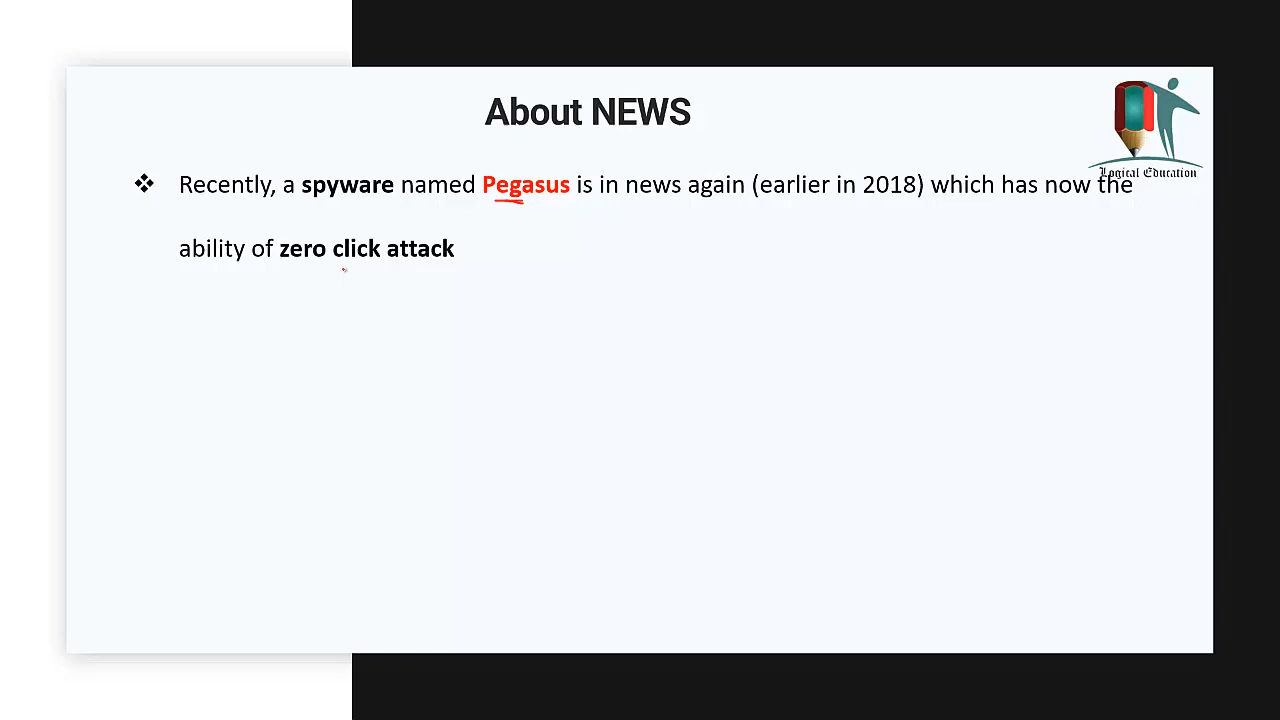 About NEWS
Logical Education
❖ Recently, a spyware named Pegasus is in news again (earlier in 2018) which has now the
ability of zero click attack